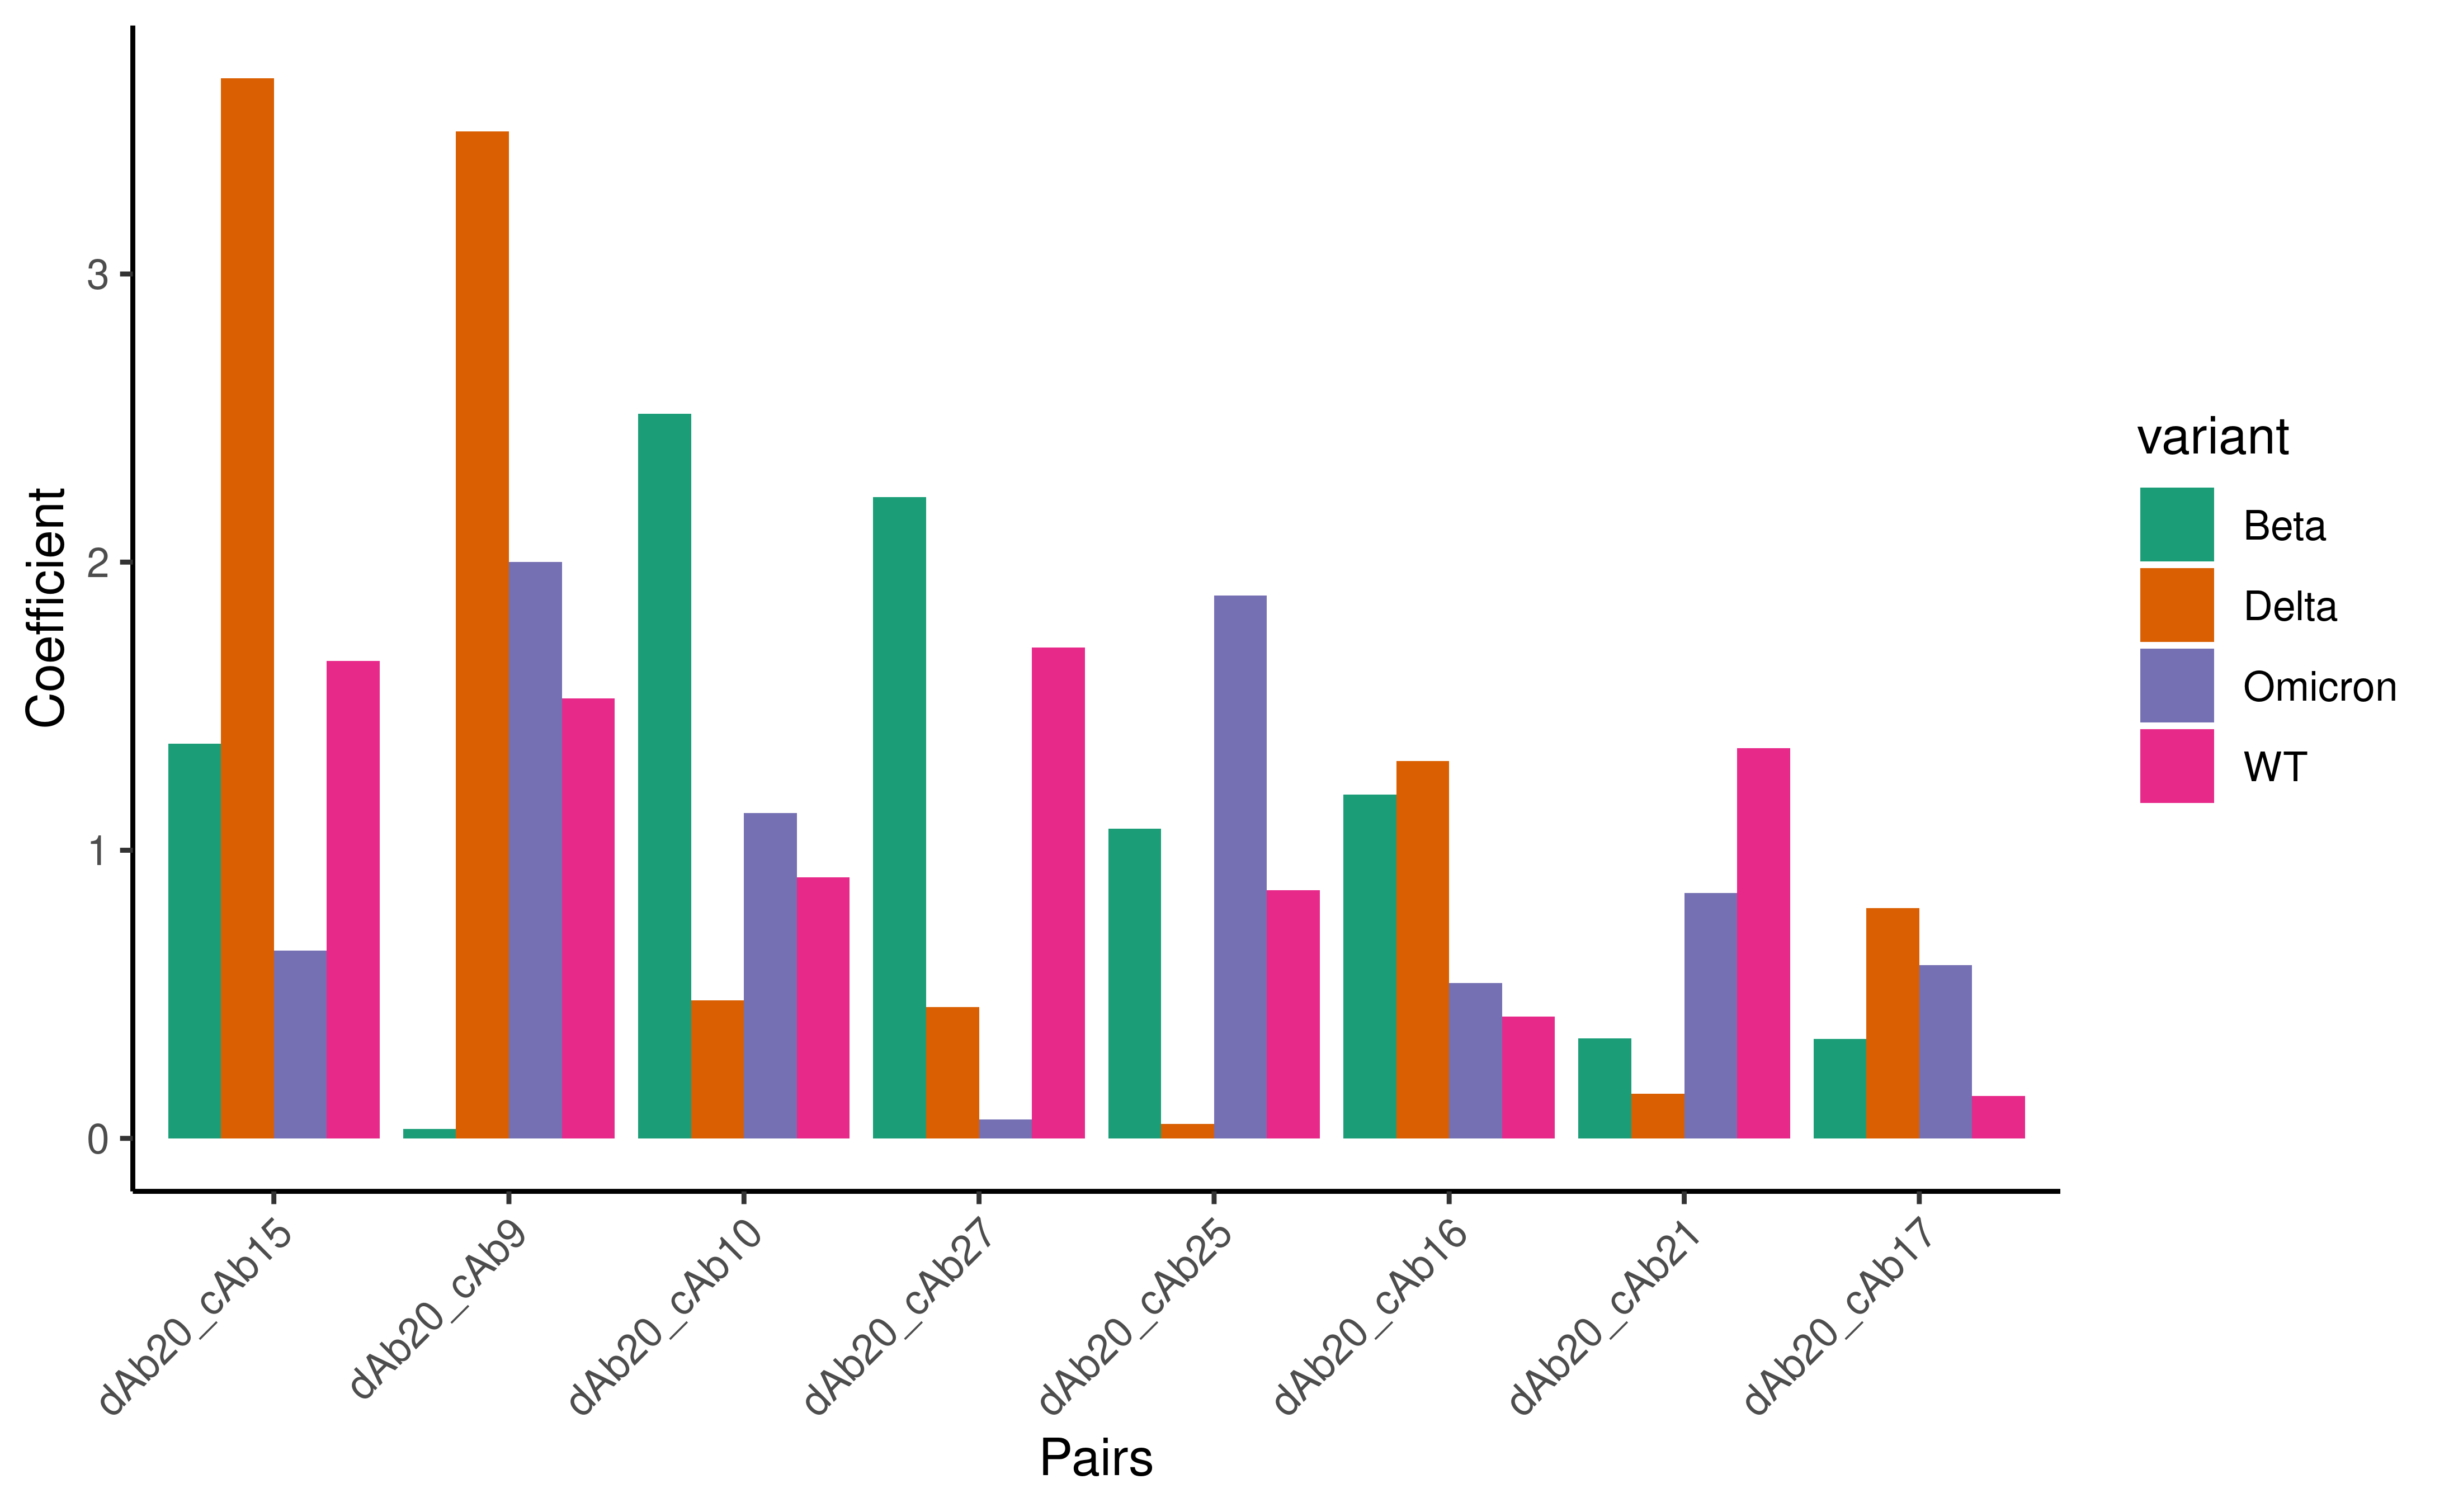 Coefficient
3
2
1
0
dAb20_cAb15
dAb20_cAb9
dAb20_cAb10
dAb20_cAb27
dAb20_cAb25
dAb20_cAb16
dAb20_cAb21
dAb20_cAb17
Pairs
variant
Beta
Delta
Omicron
WT